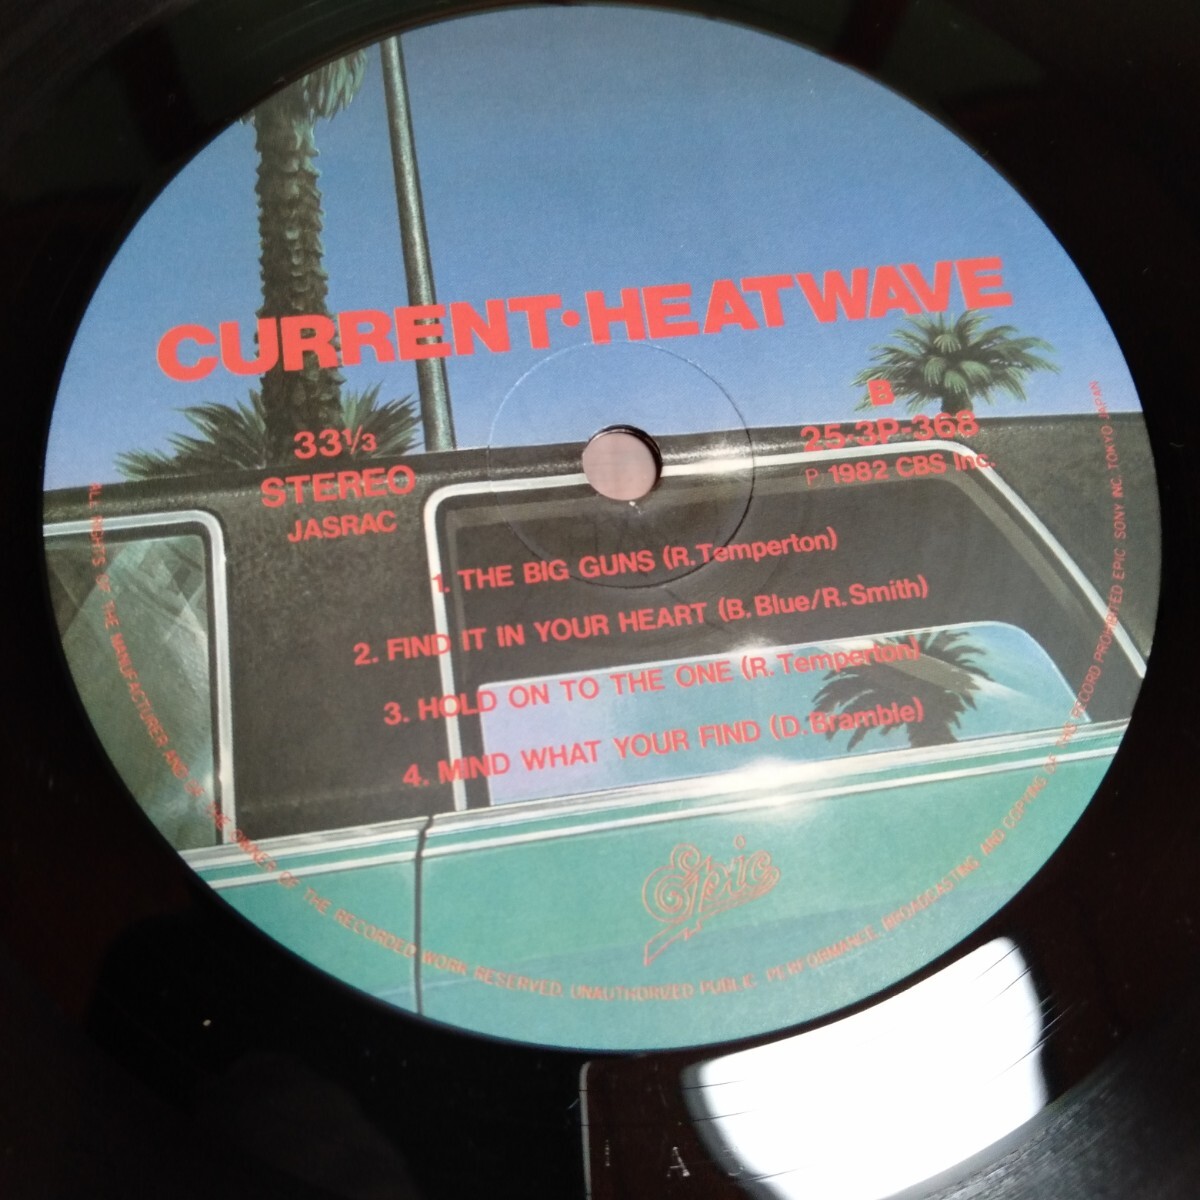 CURRENT·HEATWAVE
33⅓
STEREO
JASRAC
B
25·3P-368
℗ 1982 CBS Inc.
1. THE BIG GUNS (R. Temperton)
2. FIND IT IN YOUR HEART (B. Blue/R. Smith)
3. HOLD ON TO THE ONE (R. Temperton)
4. MIND WHAT YOUR FIND (D. Bramble)
Epic
ALL RIGHTS OF THE MANUFACTURER AND OF THE OWNER OF THE RECORDED WORK RESERVED. UNAUTHORIZED PUBLIC PERFORMANCE, BROADCASTING AND COPYING OF THE RECORD PROHIBITED EPIC SONY INC. TOKYO JAPAN